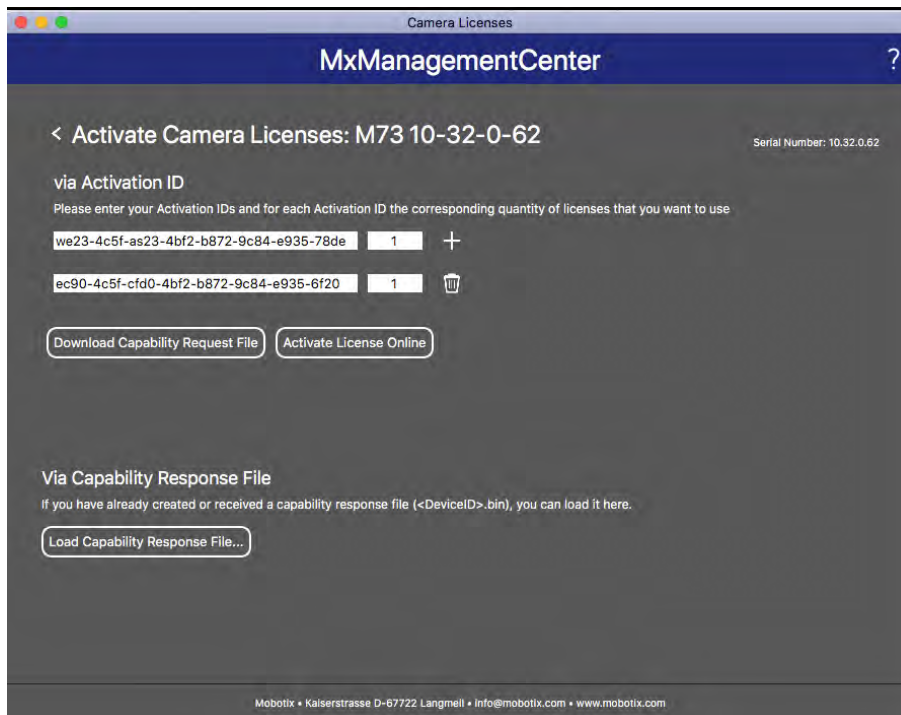 Camera Licenses
MxManagementCenter
?
< Activate Camera Licenses: M73 10-32-0-62
Serial Number: 10.32.0.62
via Activation ID
Please enter your Activation IDs and for each Activation ID the corresponding quantity of licenses that you want to use
we23-4c5f-as23-4bf2-b872-9c84-e935-78de 1 +
ec90-4c5f-cfd0-4bf2-b872-9c84-e935-6f20 1
Download Capability Request File Activate License Online
Via Capability Response File
If you have already created or received a capability response file (<DeviceID>.bin), you can load it here.
Load Capability Response File...
Mobotix • Kaiserstrasse D-67722 Langmeil • info@mobotix.com • www.mobotix.com